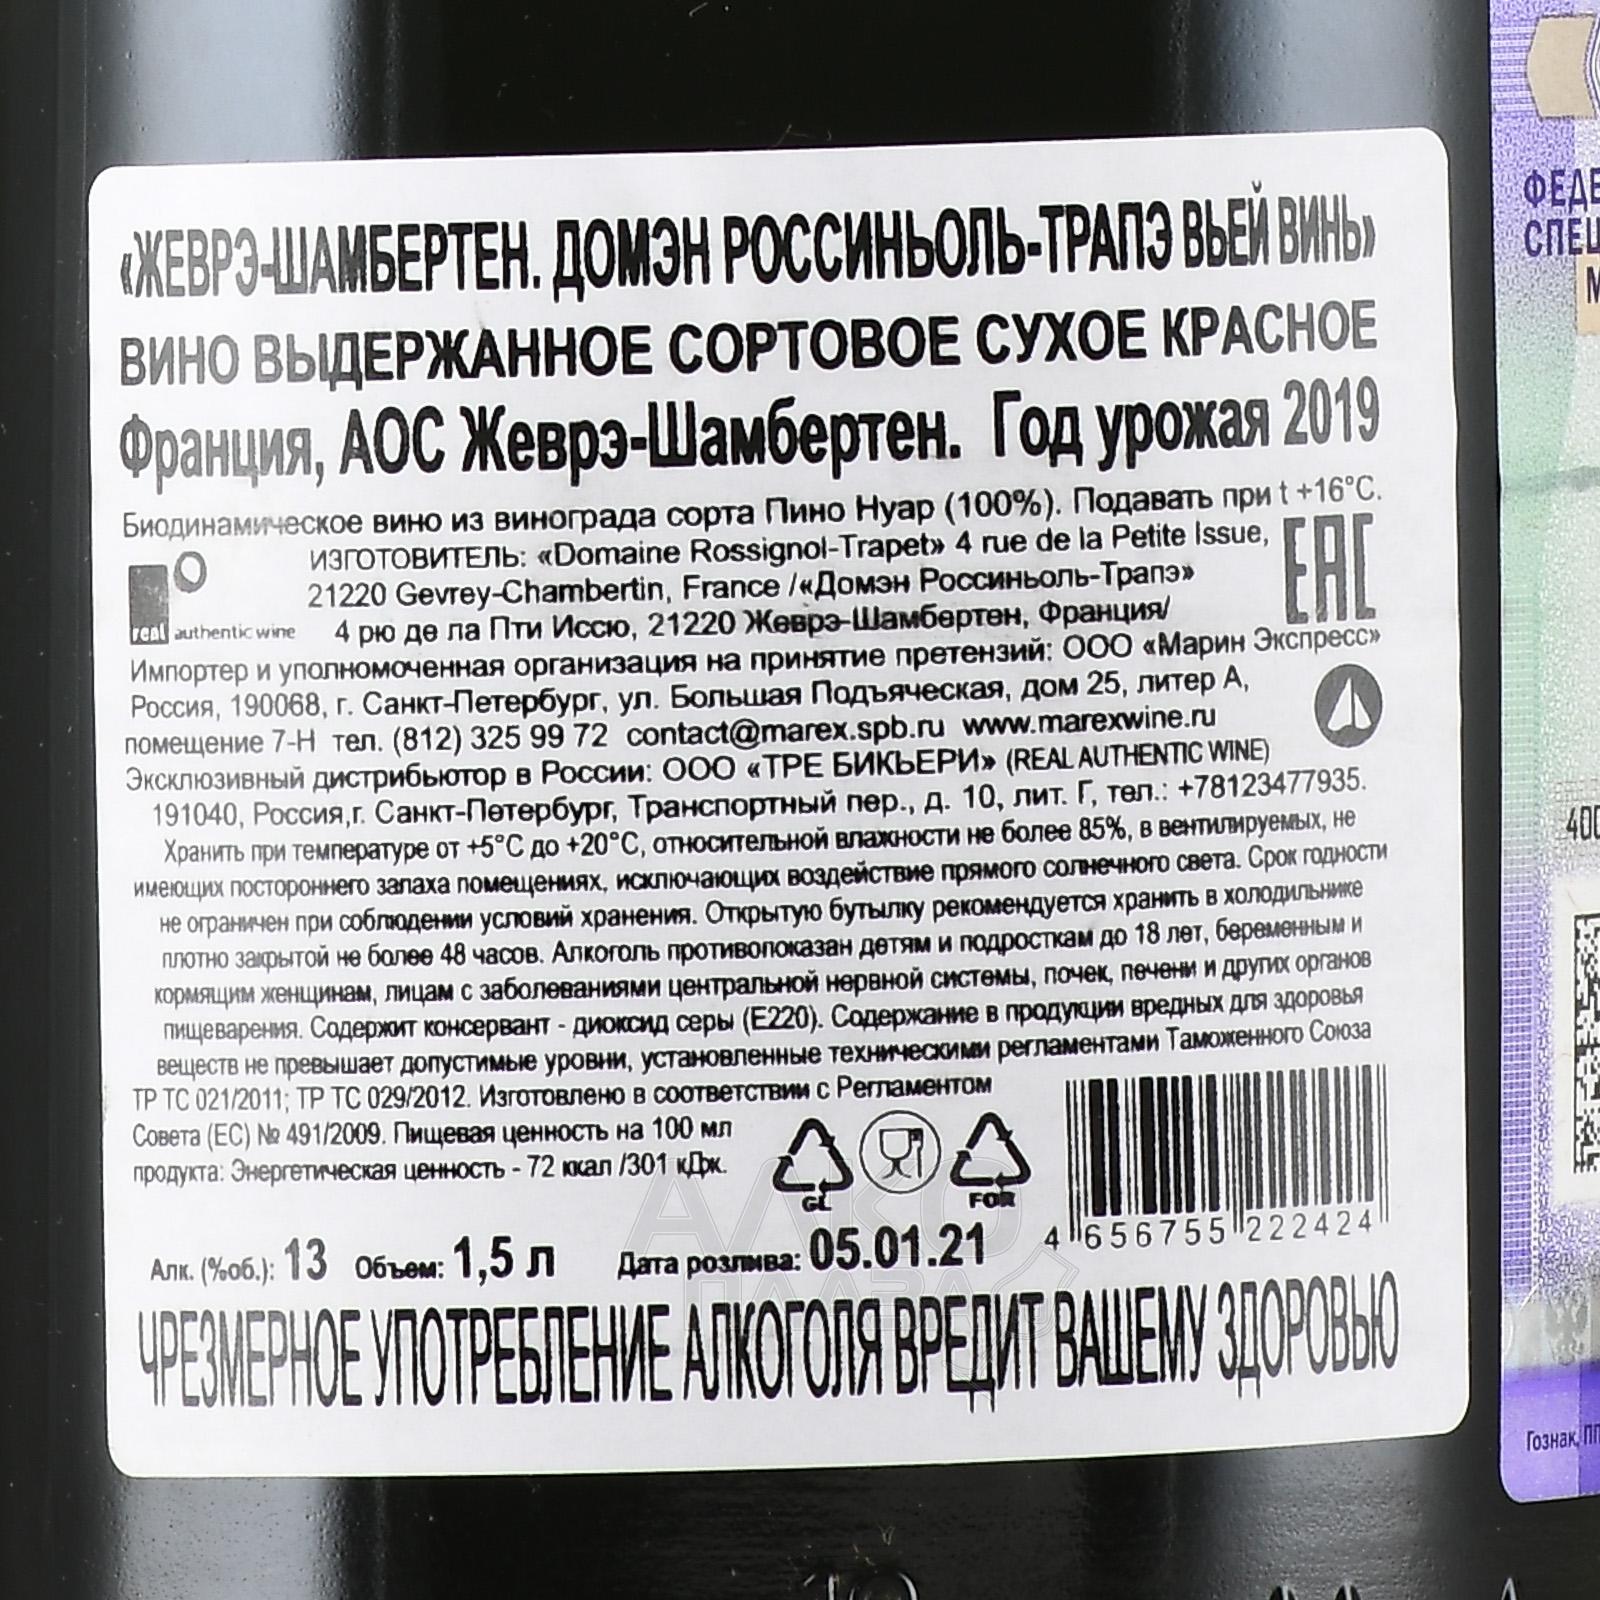 «ЖЕВРЭ-ШАМБЕРТЕН. ДОМЭН РОССИНЬОЛЬ-ТРАПЭ ВЬЕЙ ВИНЬ»
ВИНО ВЫДЕРЖАННОЕ СОРТОВОЕ СУХОЕ КРАСНОЕ
Франция, АОС Жеврэ-Шамбертен. Год урожая 2019
Биодинамическое вино из винограда сорта Пино Нуар (100%). Подавать при t +16°C.
ИЗГОТОВИТЕЛЬ: «Domaine Rossignol-Trapet» 4 rue de la Petite Issue,
21220 Gevrey-Chambertin, France /«Домэн Россиньоль-Трапэ»
4 рю де ла Пти Иссю, 21220 Жеврэ-Шамбертен, Франция/
real authentic wine
EAC
Импортер и уполномоченная организация на принятие претензий: ООО «Марин Экспресс»
Россия, 190068, г. Санкт-Петербург, ул. Большая Подъяческая, дом 25, литер А,
помещение 7-Н тел. (812) 325 99 72 contact@marex.spb.ru www.marexwine.ru
Эксклюзивный дистрибьютор в России: ООО «ТРЕ БИКЬЕРИ» (REAL AUTHENTIC WINE)
191040, Россия,г. Санкт-Петербург, Транспортный пер., д. 10, лит. Г, тел.: +78123477935.
Хранить при температуре от +5°C до +20°C, относительной влажности не более 85%, в вентилируемых, не
имеющих постороннего запаха помещениях, исключающих воздействие прямого солнечного света. Срок годности
не ограничен при соблюдении условий хранения. Открытую бутылку рекомендуется хранить в холодильнике
плотно закрытой не более 48 часов. Алкоголь противопоказан детям и подросткам до 18 лет, беременным и
кормящим женщинам, лицам с заболеваниями центральной нервной системы, почек, печени и других органов
пищеварения. Содержит консервант - диоксид серы (Е220). Содержание в продукции вредных для здоровья
веществ не превышает допустимые уровни, установленные техническими регламентами Таможенного Союза
ТР ТС 021/2011; ТР ТС 029/2012. Изготовлено в соответствии с Регламентом
Совета (ЕС) № 491/2009. Пищевая ценность на 100 мл
продукта: Энергетическая ценность - 72 ккал /301 кДж.
GL
FOR
4 656755 222424
Алк. (%об.): 13 Объем: 1,5 л Дата розлива: 05.01.21
АЛКО
ПЛАЗА
ЧРЕЗМЕРНОЕ УПОТРЕБЛЕНИЕ АЛКОГОЛЯ ВРЕДИТ ВАШЕМУ ЗДОРОВЬЮ
ФЕДЕ
СПЕЦ
М
400
Гознак,